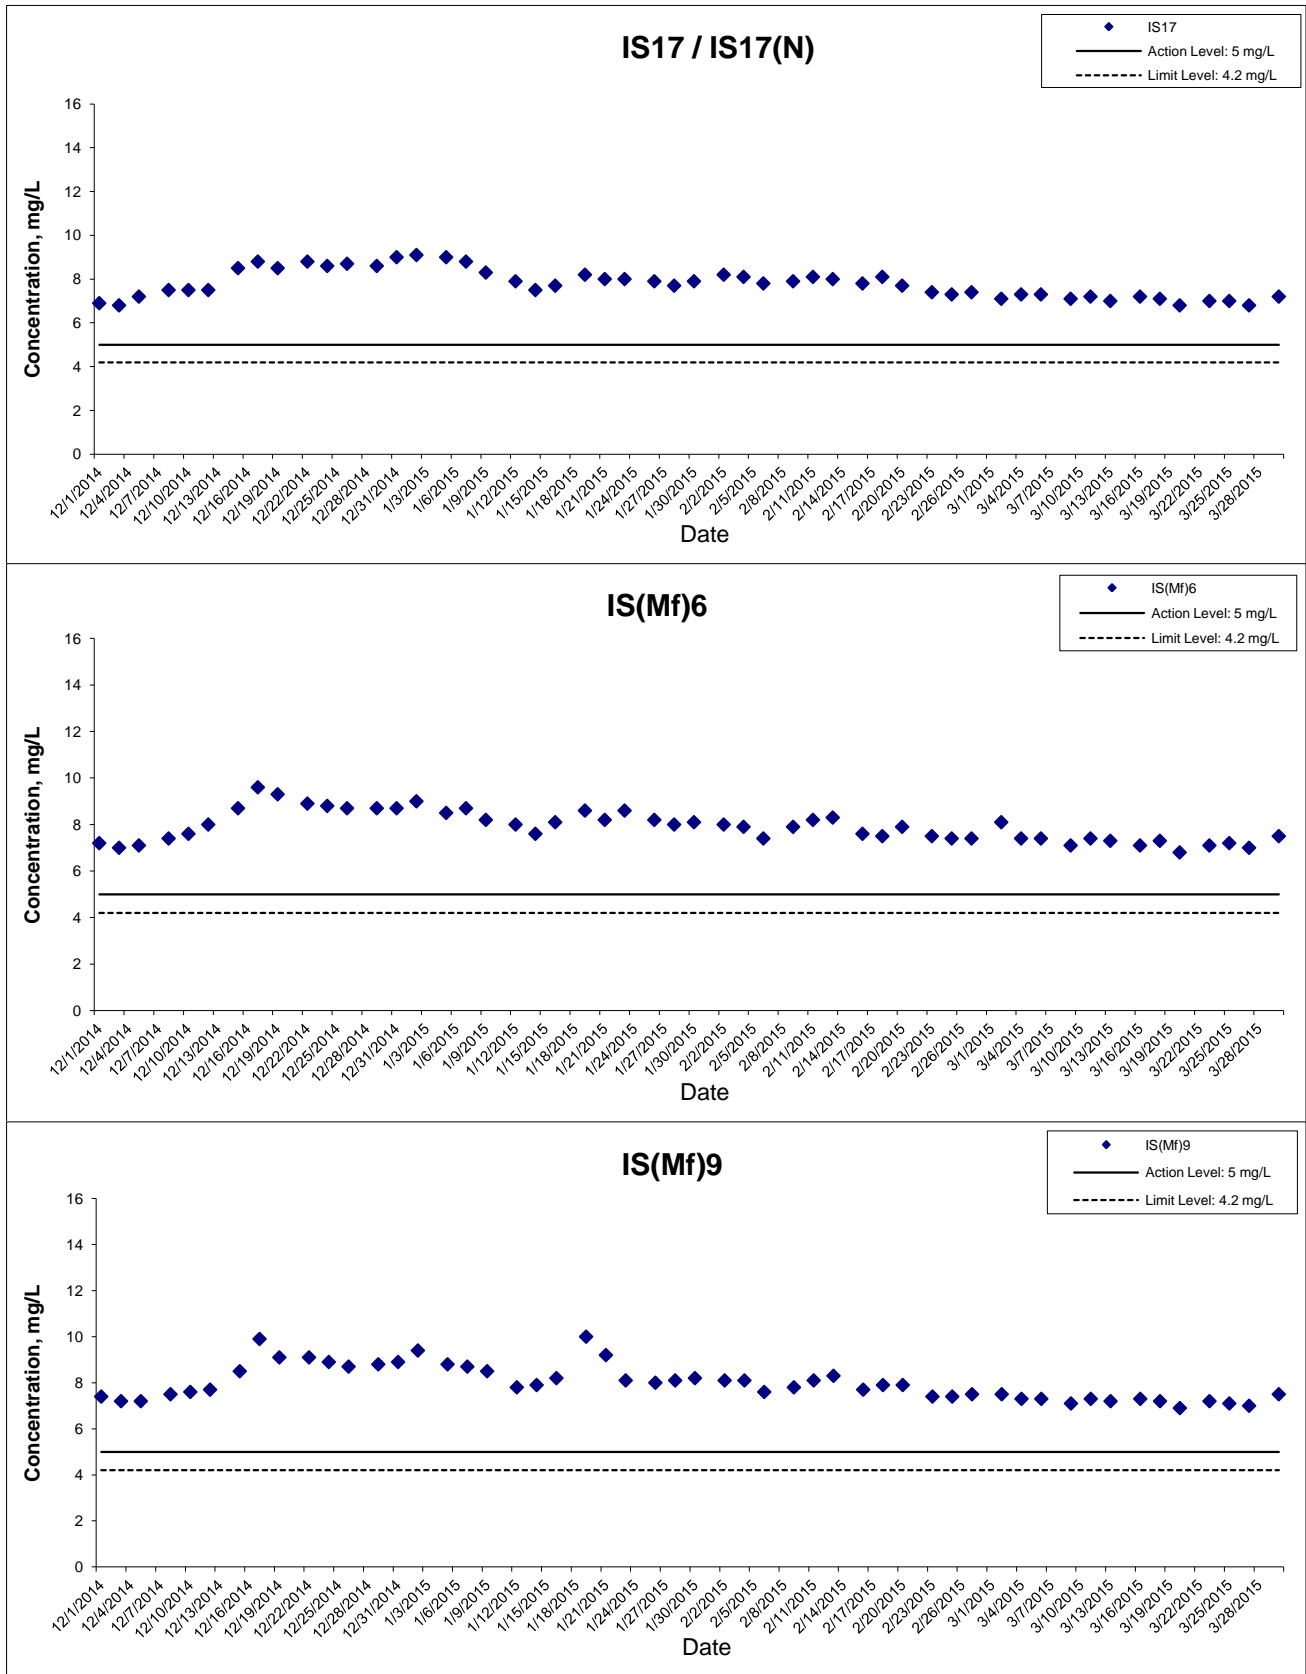 IS17 / IS17(N)
IS17
Action Level: 5 mg/L
Limit Level: 4.2 mg/L
Concentration, mg/L
16
14
12
10
8
6
4
2
0
12/1/2014 12/4/2014 12/7/2014 12/10/2014 12/13/2014 12/16/2014 12/19/2014 12/22/2014 12/25/2014 12/28/2014 12/31/2014 1/3/2015 1/6/2015 1/9/2015 1/12/2015 1/15/2015 1/18/2015 1/21/2015 1/24/2015 1/27/2015 1/30/2015 2/2/2015 2/5/2015 2/8/2015 2/11/2015 2/14/2015 2/17/2015 2/20/2015 2/23/2015 2/26/2015 3/1/2015 3/4/2015 3/7/2015 3/10/2015 3/13/2015 3/16/2015 3/19/2015 3/22/2015 3/25/2015 3/28/2015
Date
IS(Mf)6
IS(Mf)6
Action Level: 5 mg/L
Limit Level: 4.2 mg/L
Concentration, mg/L
16
14
12
10
8
6
4
2
0
12/1/2014 12/4/2014 12/7/2014 12/10/2014 12/13/2014 12/16/2014 12/19/2014 12/22/2014 12/25/2014 12/28/2014 12/31/2014 1/3/2015 1/6/2015 1/9/2015 1/12/2015 1/15/2015 1/18/2015 1/21/2015 1/24/2015 1/27/2015 1/30/2015 2/2/2015 2/5/2015 2/8/2015 2/11/2015 2/14/2015 2/17/2015 2/20/2015 2/23/2015 2/26/2015 3/1/2015 3/4/2015 3/7/2015 3/10/2015 3/13/2015 3/16/2015 3/19/2015 3/22/2015 3/25/2015 3/28/2015
Date
IS(Mf)9
IS(Mf)9
Action Level: 5 mg/L
Limit Level: 4.2 mg/L
Concentration, mg/L
16
14
12
10
8
6
4
2
0
12/1/2014 12/4/2014 12/7/2014 12/10/2014 12/13/2014 12/16/2014 12/19/2014 12/22/2014 12/25/2014 12/28/2014 12/31/2014 1/3/2015 1/6/2015 1/9/2015 1/12/2015 1/15/2015 1/18/2015 1/21/2015 1/24/2015 1/27/2015 1/30/2015 2/2/2015 2/5/2015 2/8/2015 2/11/2015 2/14/2015 2/17/2015 2/20/2015 2/23/2015 2/26/2015 3/1/2015 3/4/2015 3/7/2015 3/10/2015 3/13/2015 3/16/2015 3/19/2015 3/22/2015 3/25/2015 3/28/2015
Date